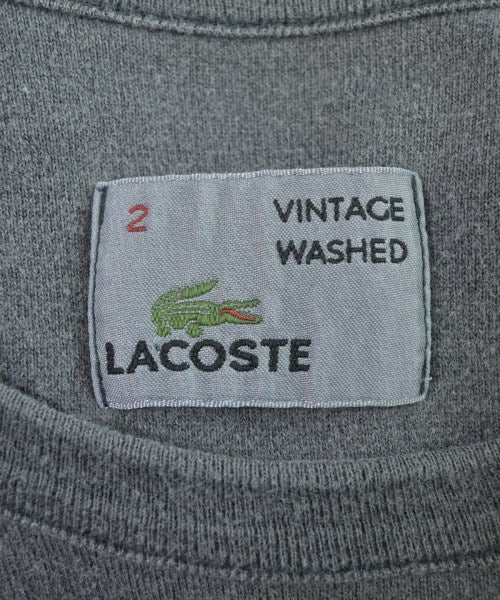 2
VINTAGE
WASHED
LACOSTE